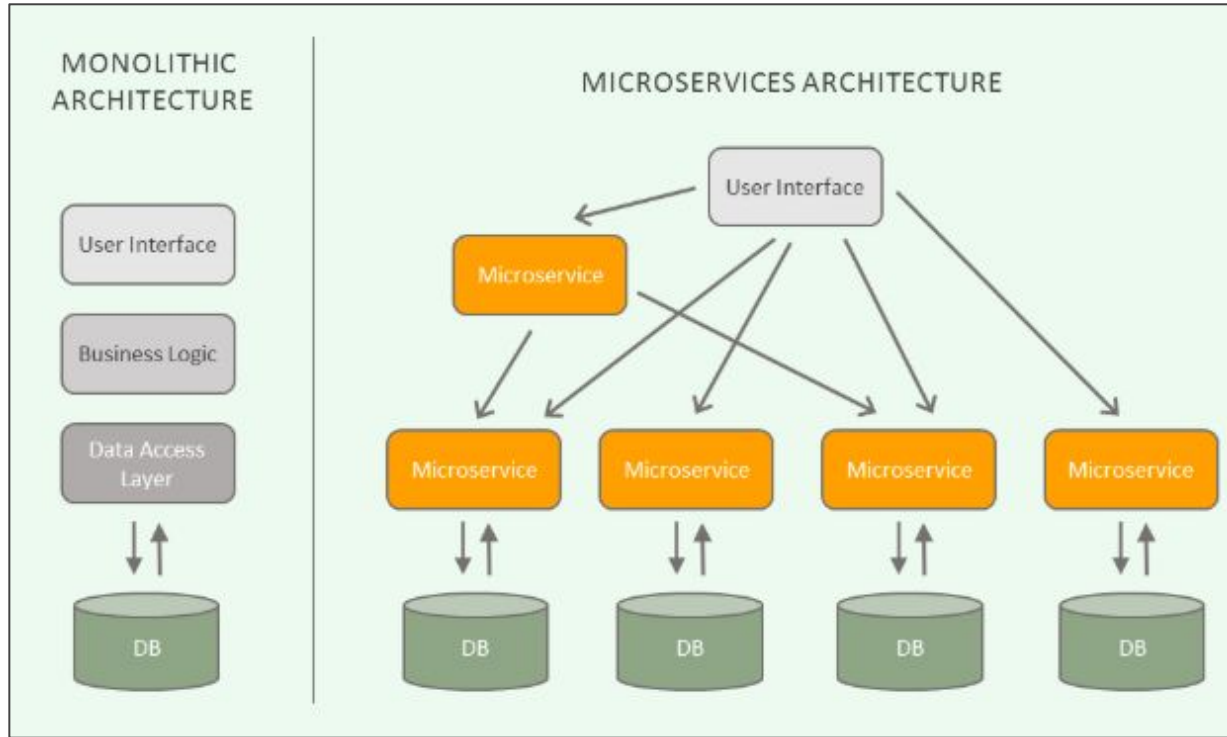 MONOLITHIC
ARCHITECTURE
User Interface
Business Logic
Data Access
Layer
DB
MICROSERVICES ARCHITECTURE
User Interface
Microservice
Microservice
Microservice
Microservice
Microservice
DB
DB
DB
DB